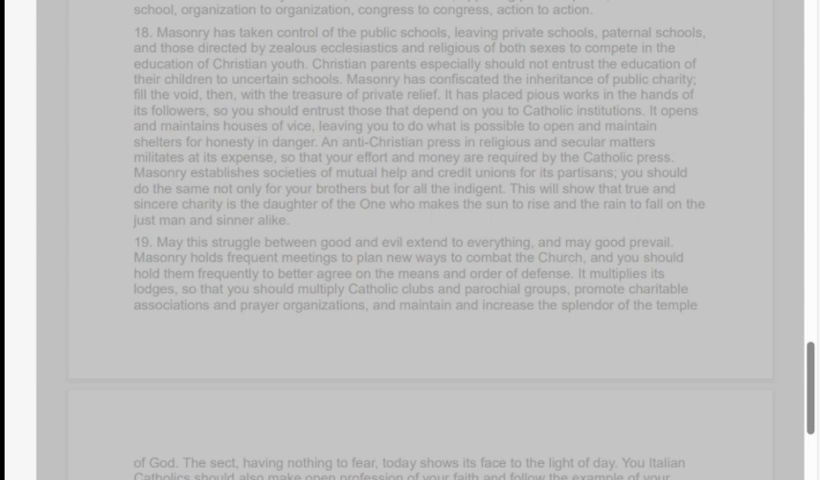 school, organization to organization, congress to congress, action to action.
18. Masonry has taken control of the public schools, leaving private schools, paternal schools,
and those directed by zealous ecclesiastics and religious of both sexes to compete in the
education of Christian youth. Christian parents especially should not entrust the education of
their children to uncertain schools. Masonry has confiscated the inheritance of public charity;
fill the void, then, with the treasure of private relief. It has placed pious works in the hands of
its followers, so you should entrust those that depend on you to Catholic institutions. It opens
and maintains houses of vice, leaving you to do what is possible to open and maintain
shelters for honesty in danger. An anti-Christian press in religious and secular matters
militates at its expense, so that your effort and money are required by the Catholic press.
Masonry establishes societies of mutual help and credit unions for its partisans; you should
do the same not only for your brothers but for all the indigent. This will show that true and
sincere charity is the daughter of the One who makes the sun to rise and the rain to fall on the
just man and sinner alike.
19. May this struggle between good and evil extend to everything, and may good prevail.
Masonry holds frequent meetings to plan new ways to combat the Church, and you should
hold them frequently to better agree on the means and order of defense. It multiplies its
lodges, so that you should multiply Catholic clubs and parochial groups, promote charitable
associations and prayer organizations, and maintain and increase the splendor of the temple
of God. The sect, having nothing to fear, today shows its face to the light of day. You Italian
Catholics should also make open profession of your faith and follow the example of your